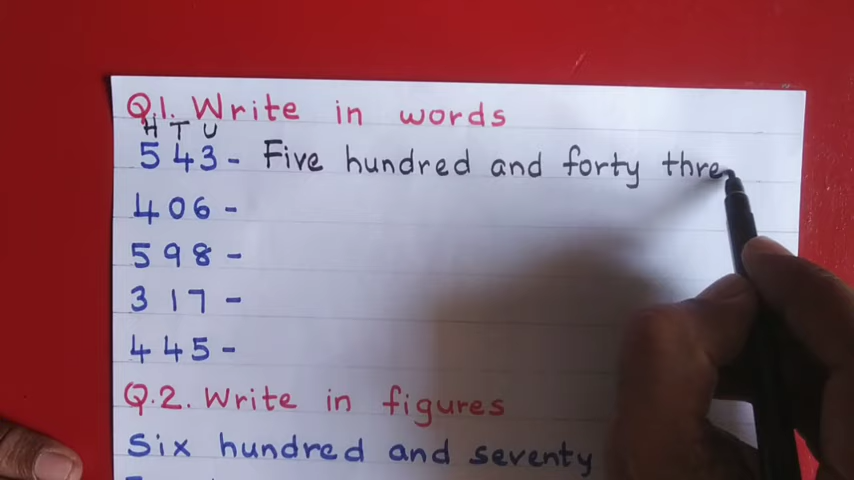 Q.1. Write in words
H T U
543- Five hundred and forty thre
406-
598-
317-
445-
Q.2. Write in figures
Six hundred and seventy